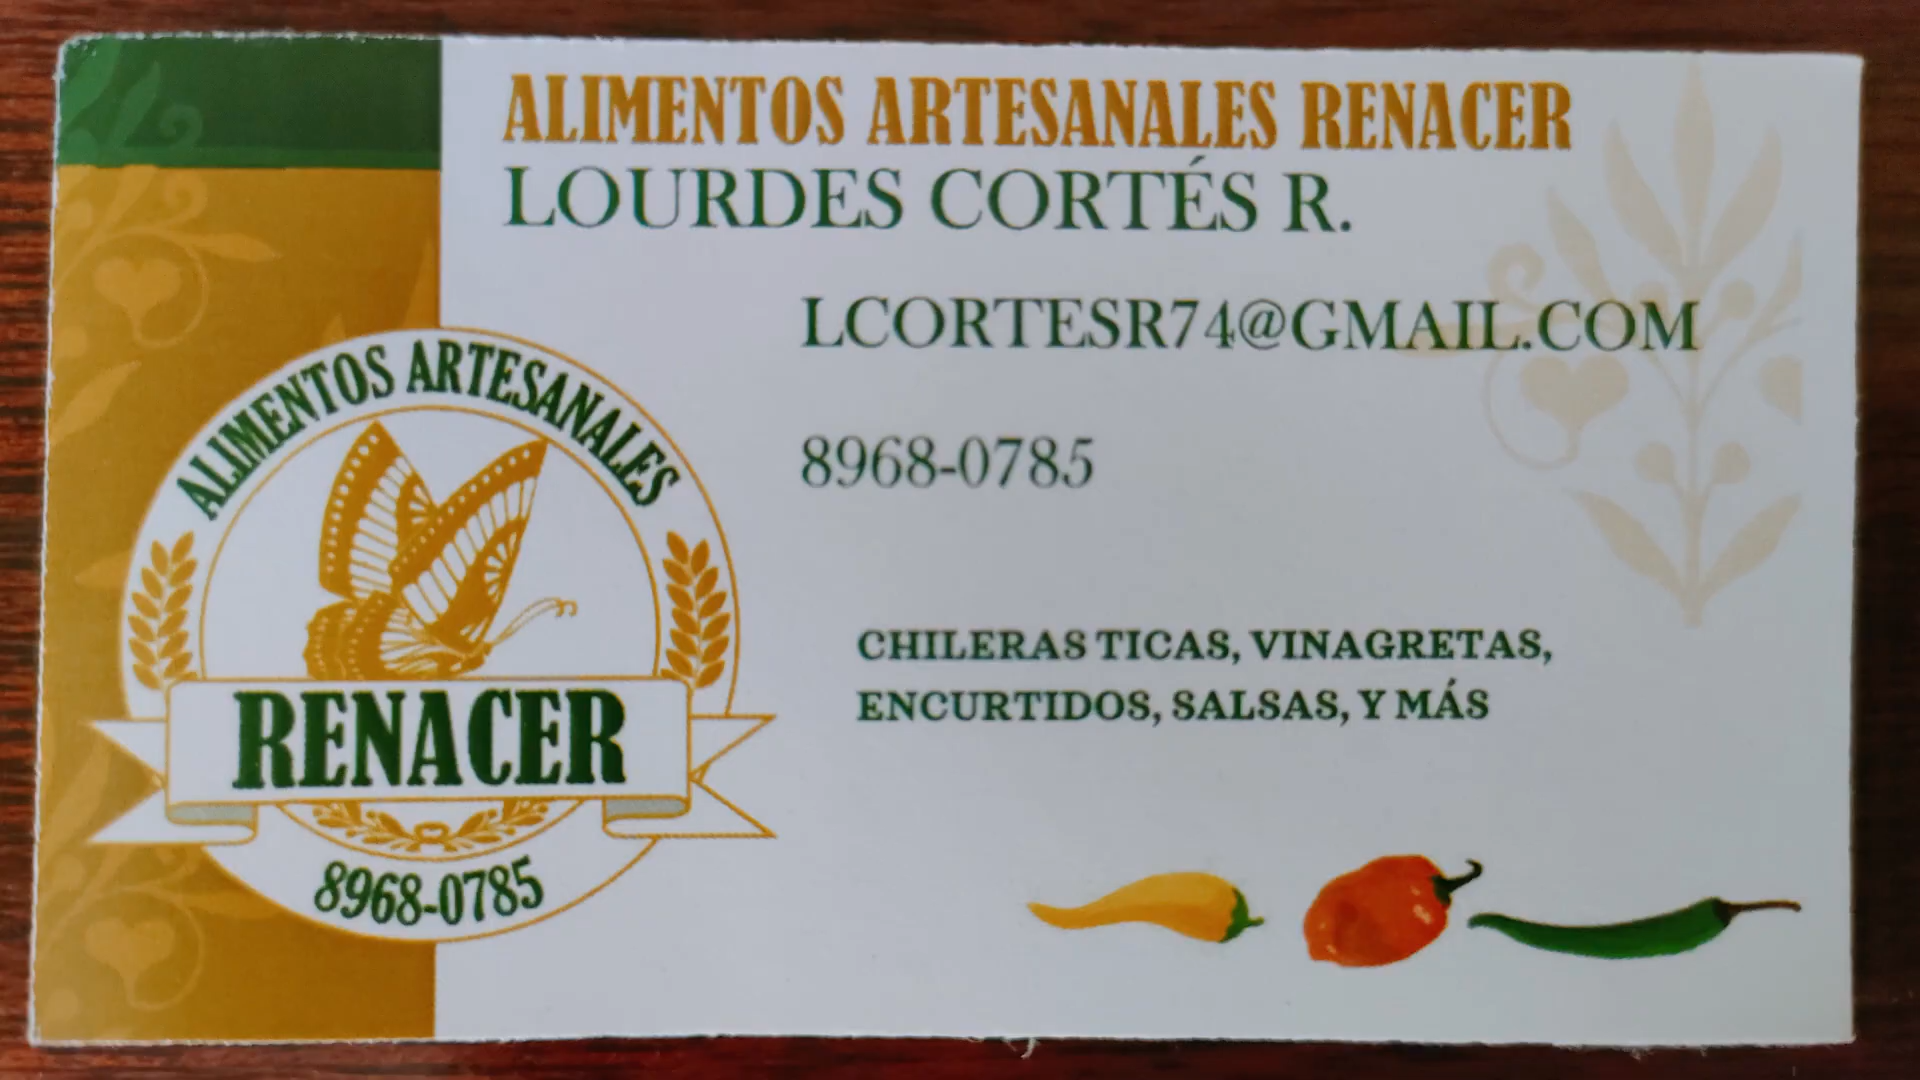 ALIMENTOS ARTESANALES RENACER
LOURDES CORTÉS R.
LCORTESR74@GMAIL.COM
8968-0785
CHILERAS TICAS, VINAGRETAS,
ENCURTIDOS, SALSAS, Y MÁS
ALIMENTOS ARTESANALES
RENACER
8968-0785